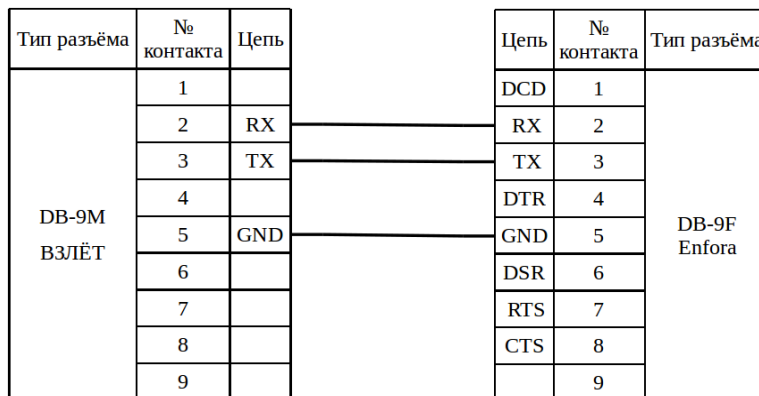 Тип разъёма № контакта Цепь Цепь № контакта Тип разъёма
1 DCD 1
2 RX RX 2
3 TX TX 3
4 DTR 4
DB-9M ВЗЛЁТ 5 GND GND 5 DB-9F Enfora
6 DSR 6
7 RTS 7
8 CTS 8
9 9